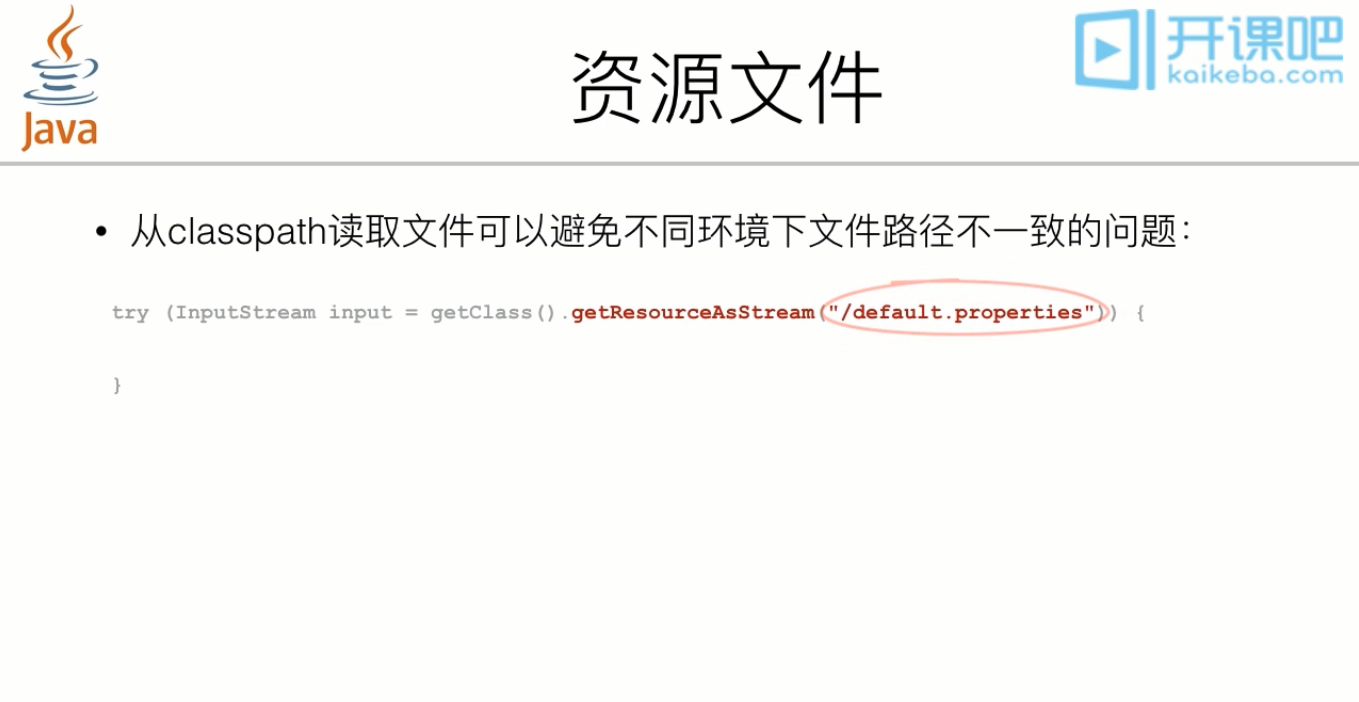 Java
资源文件
开课吧
kaikeba.com
• 从classpath读取文件可以避免不同环境下文件路径不一致的问题：
try (InputStream input = getClass().getResourceAsStream("/default.properties")) {
}